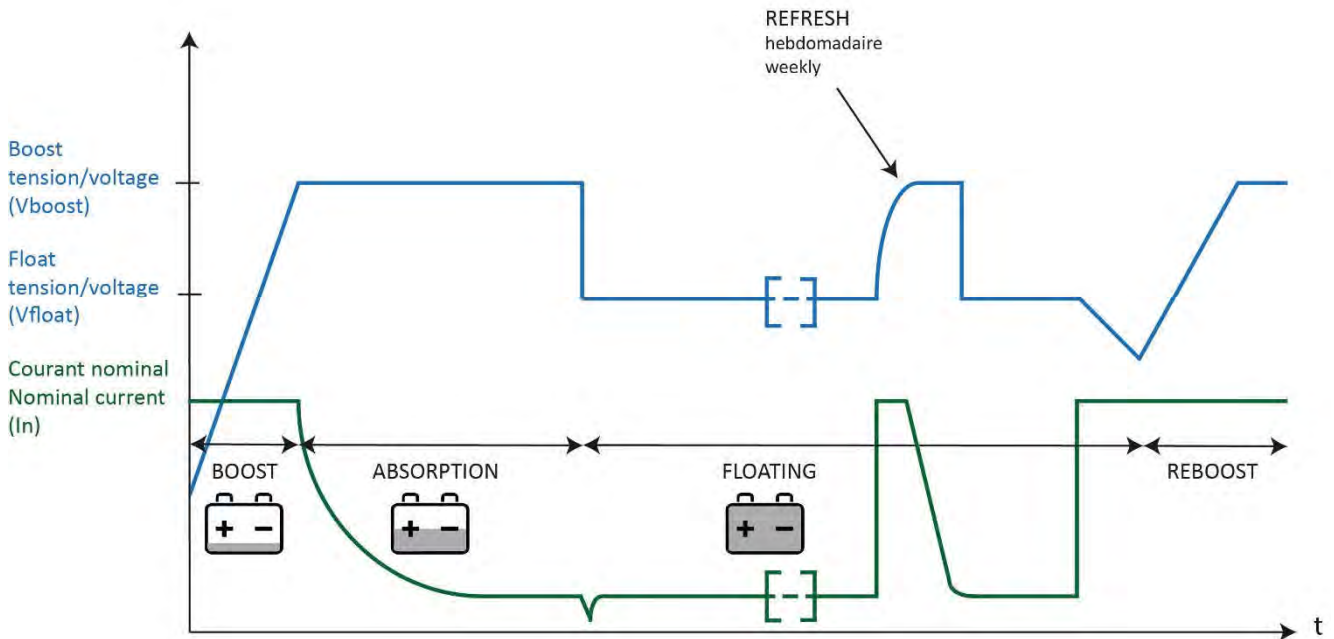 REFRESH
hebdomadaire
weekly
Boost
tension/voltage
(Vboost)
Float
tension/voltage
(Vfloat)
Courant nominal
Nominal current
(In)
BOOST
ABSORPTION
FLOATING
REBOOST
+ −
+ −
+ −
t